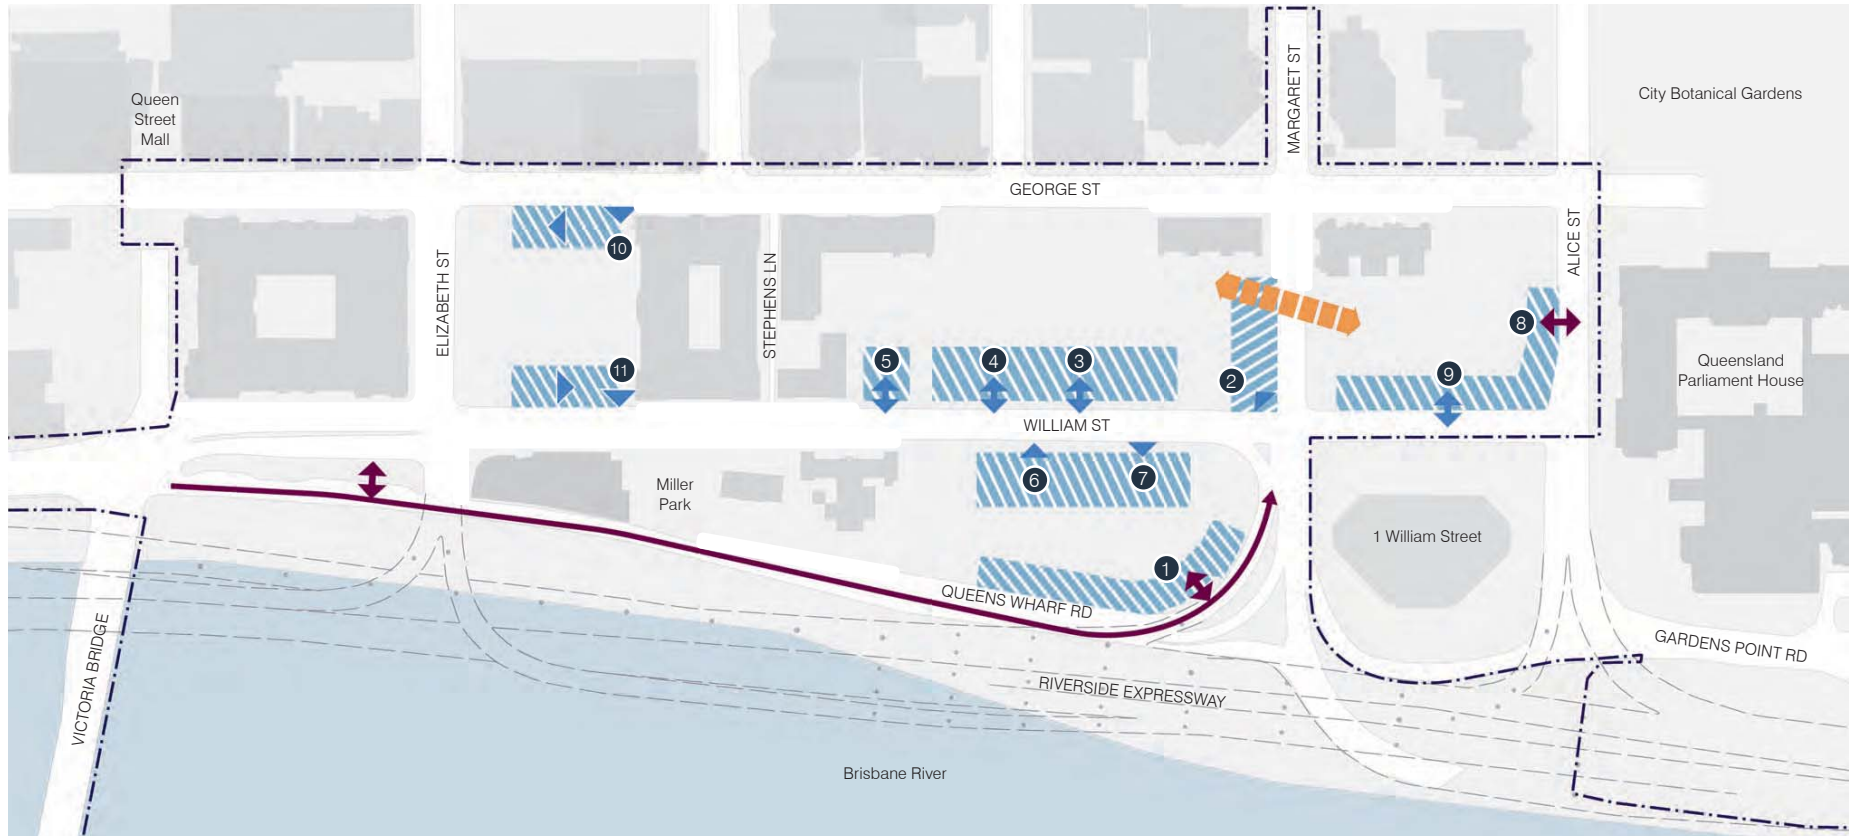 MARGARET ST
City Botanical Gardens
Queen
Street
Mall
GEORGE ST
ALICE ST
10
ELIZABETH ST
STEPHENS LN
8
5
4
3
11
2
9
Queensland
Parliament House
WILLIAM ST
6
7
Miller
Park
1 William Street
1
QUEENS WHARF RD
VICTORIA BRIDGE
GARDENS POINT RD
RIVERSIDE EXPRESSWAY
Brisbane River